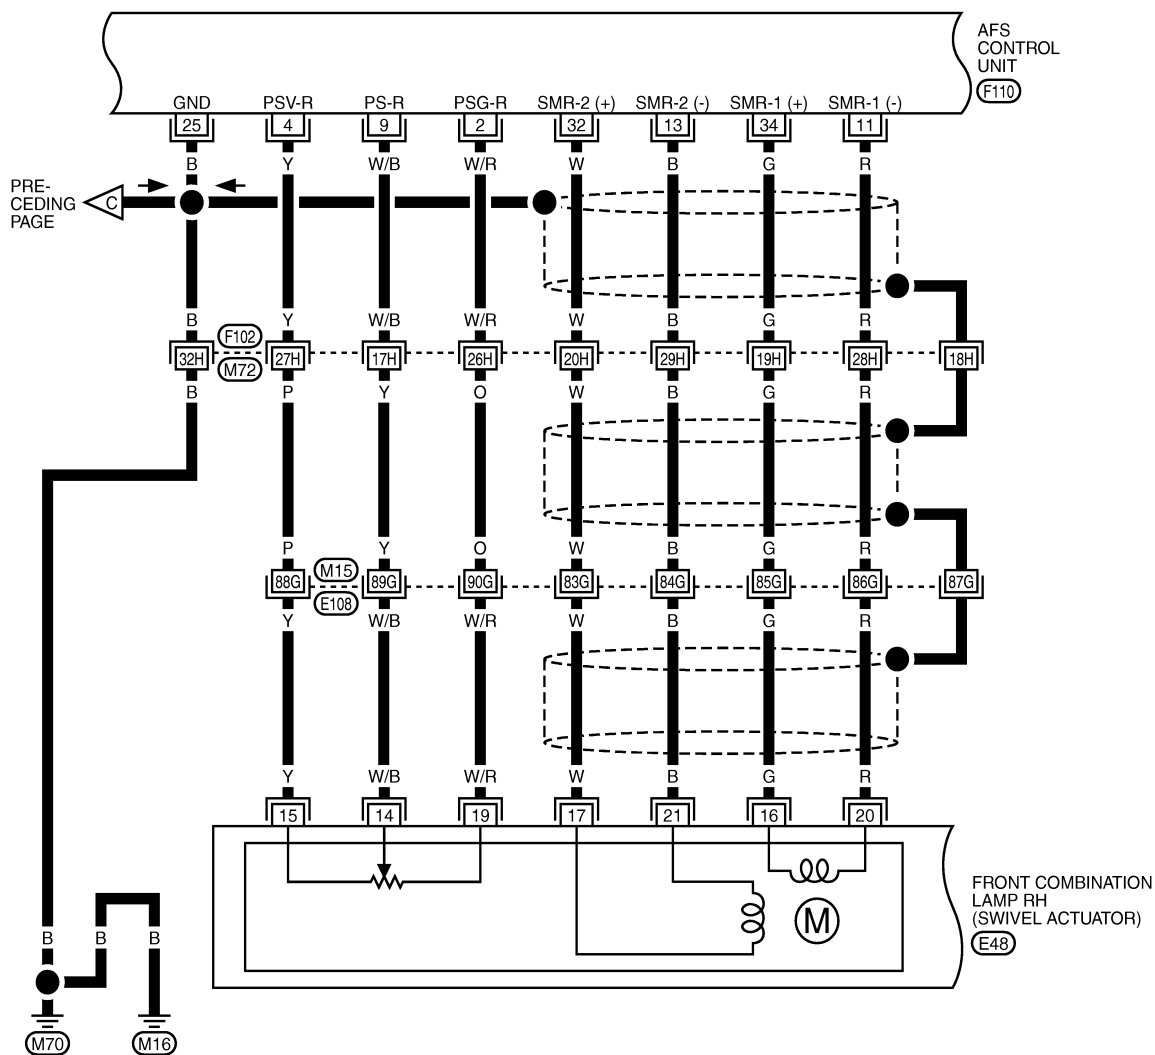 AFS
CONTROL
UNIT
F110
GND PSV-R PS-R PSG-R SMR-2 (+) SMR-2 (-) SMR-1 (+) SMR-1 (-)
25 4 9 2 32 13 34 11
B Y W/B W/R W B G R
PRE-
CEDING
PAGE
C
B Y W/B W/R W B G R
F102
32H 27H 17H 26H 20H 29H 19H 28H 18H
M72
B P Y O W B G R
P Y O W B G R
M15
88G 89G 90G 83G 84G 85G 86G 87G
E108
Y W/B W/R W B G R
Y W/B W/R W B G R
15 14 19 17 21 16 20
FRONT COMBINATION
LAMP RH
(SWIVEL ACTUATOR)
E48
M
B B B
M70 M16